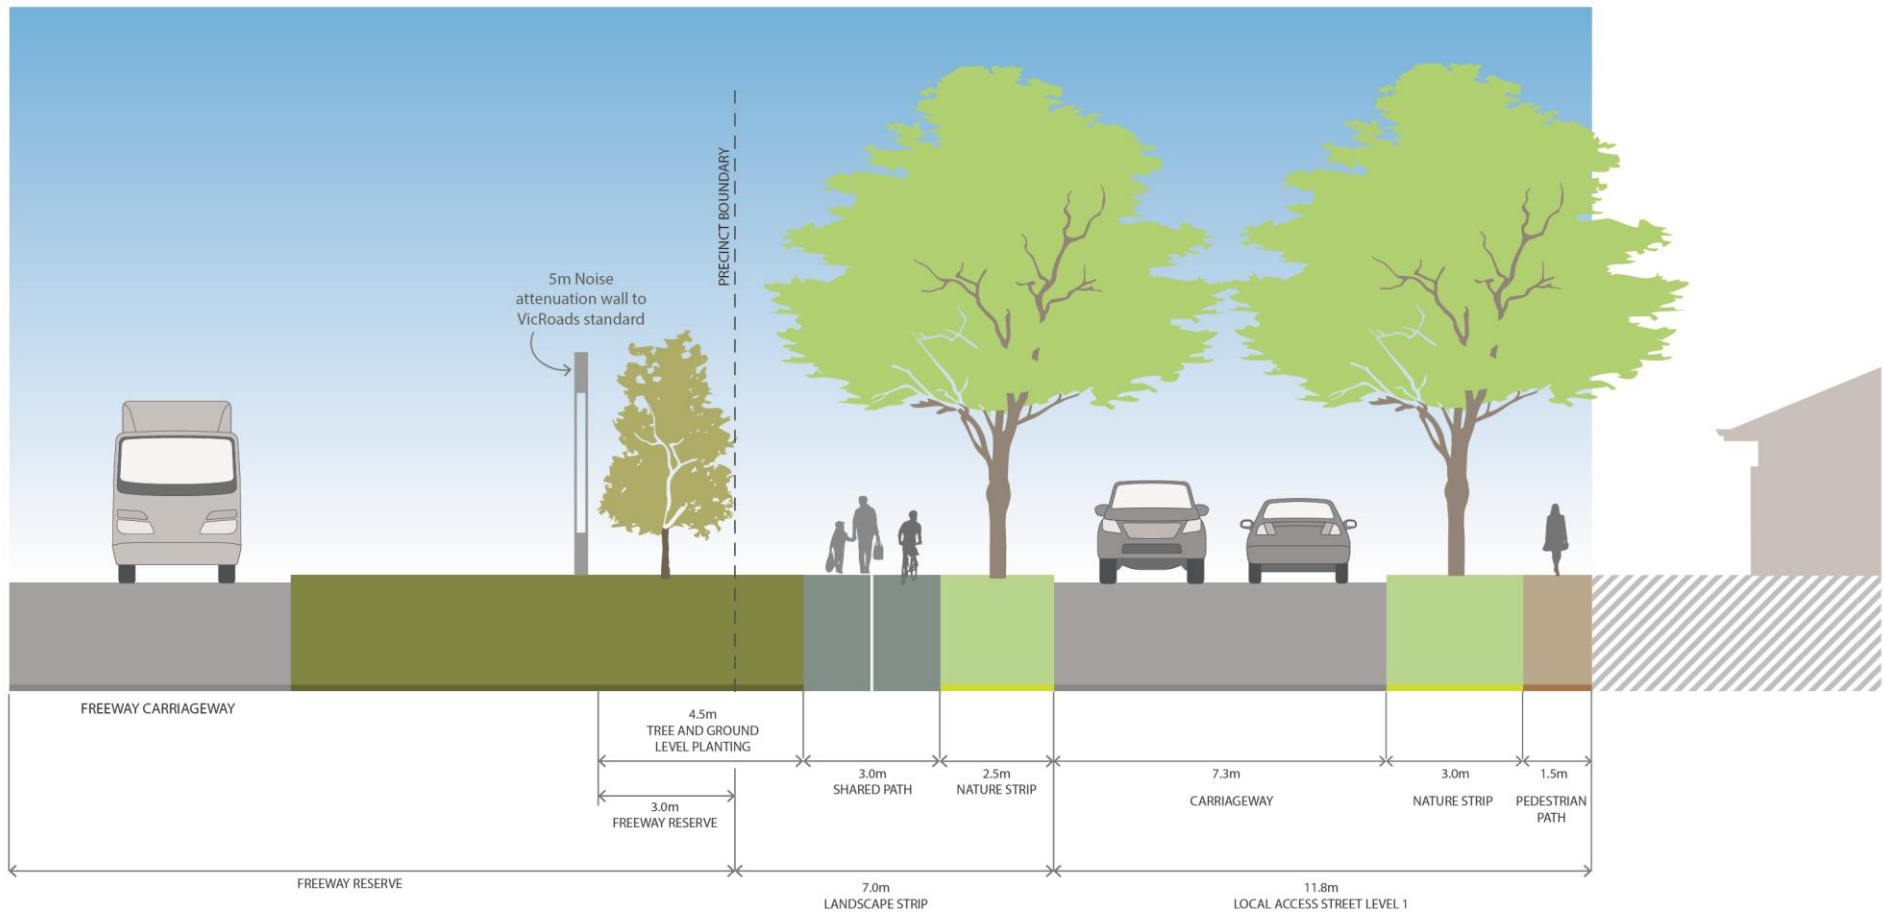 PRECINCT BOUNDARY
5m Noise
attenuation wall to
VicRoads standard
FREEWAY CARRIAGEWAY
4.5m
TREE AND GROUND
LEVEL PLANTING
3.0m
SHARED PATH
2.5m
NATURE STRIP
7.3m
CARRIAGEWAY
3.0m
NATURE STRIP
1.5m
PEDESTRIAN
PATH
3.0m
FREEWAY RESERVE
FREEWAY RESERVE
7.0m
LANDSCAPE STRIP
11.8m
LOCAL ACCESS STREET LEVEL 1